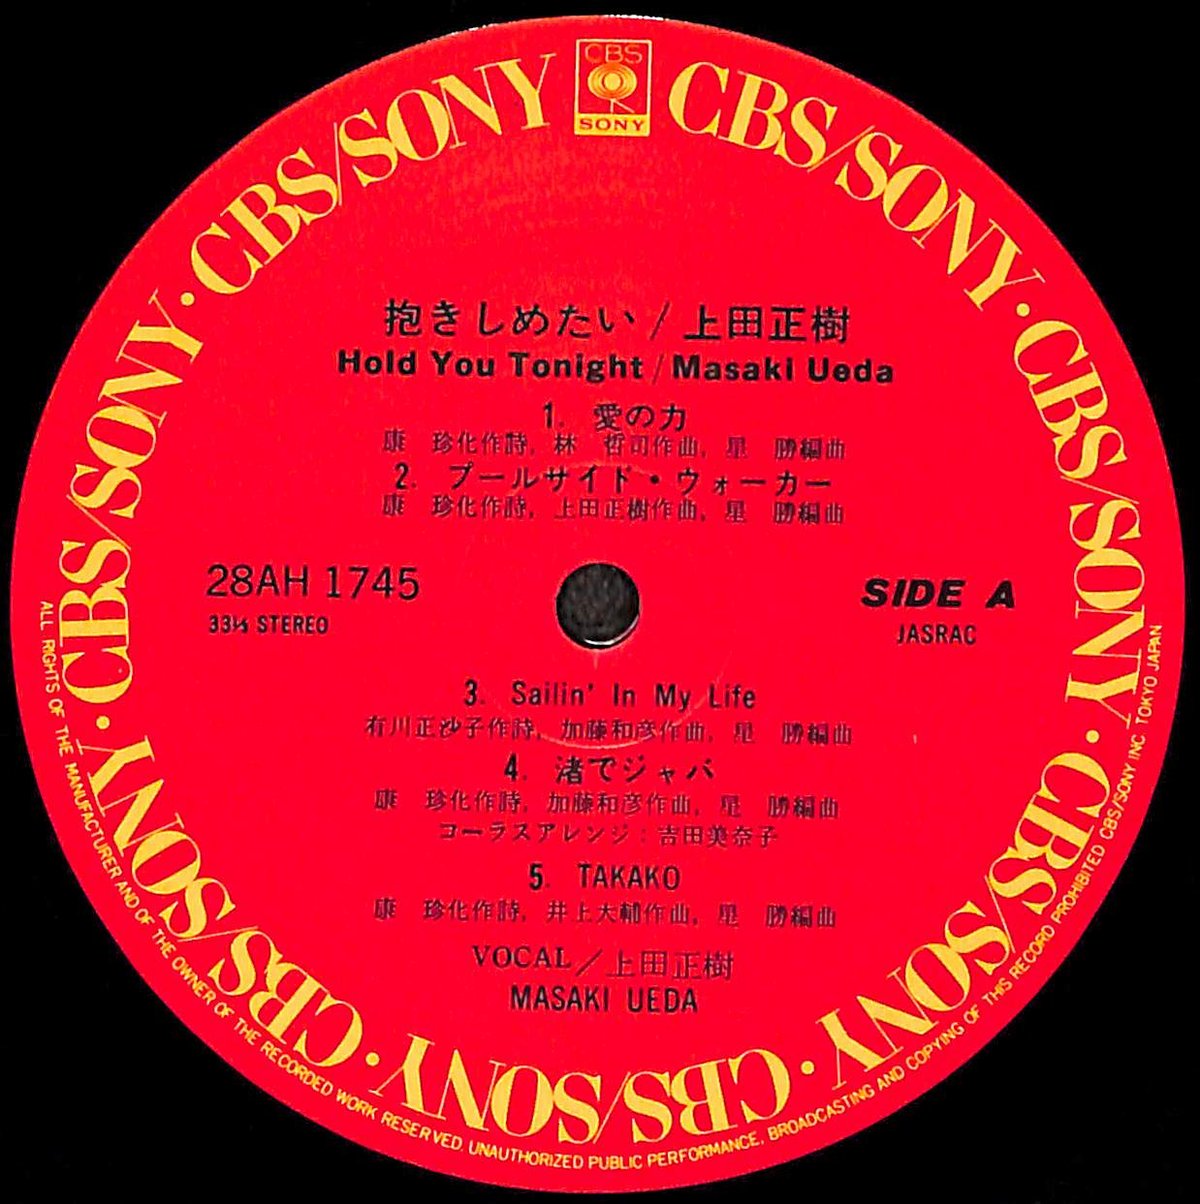 CBS
SONY
CBS/SONY · CBS/SONY · CBS/SONY · CBS/SONY · CBS/SONY · CBS/SONY · CBS/SONY · CBS/SONY
抱きしめたい / 上田正樹
Hold You Tonight / Masaki Ueda
1. 愛の力
康 珍化作詩, 林 哲司作曲, 星 勝編曲
2. プールサイド・ウォーカー
康 珍化作詩, 上田正樹作曲, 星 勝編曲
28AH 1745
33⅓ STEREO
SIDE A
JASRAC
3. Sailin' In My Life
有川正沙子作詩, 加藤和彦作曲, 星 勝編曲
4. 渚でジャバ
康 珍化作詩, 加藤和彦作曲, 星 勝編曲
コーラスアレンジ : 吉田美奈子
5. TAKAKO
康 珍化作詩, 井上大輔作曲, 星 勝編曲
VOCAL / 上田正樹
MASAKI UEDA
ALL RIGHTS OF THE MANUFACTURER AND OF THE OWNER OF THE RECORDED WORK RESERVED. UNAUTHORIZED PUBLIC PERFORMANCE, BROADCASTING AND COPYING OF THIS RECORD PROHIBITED CBS/SONY INC. TOKYO JAPAN